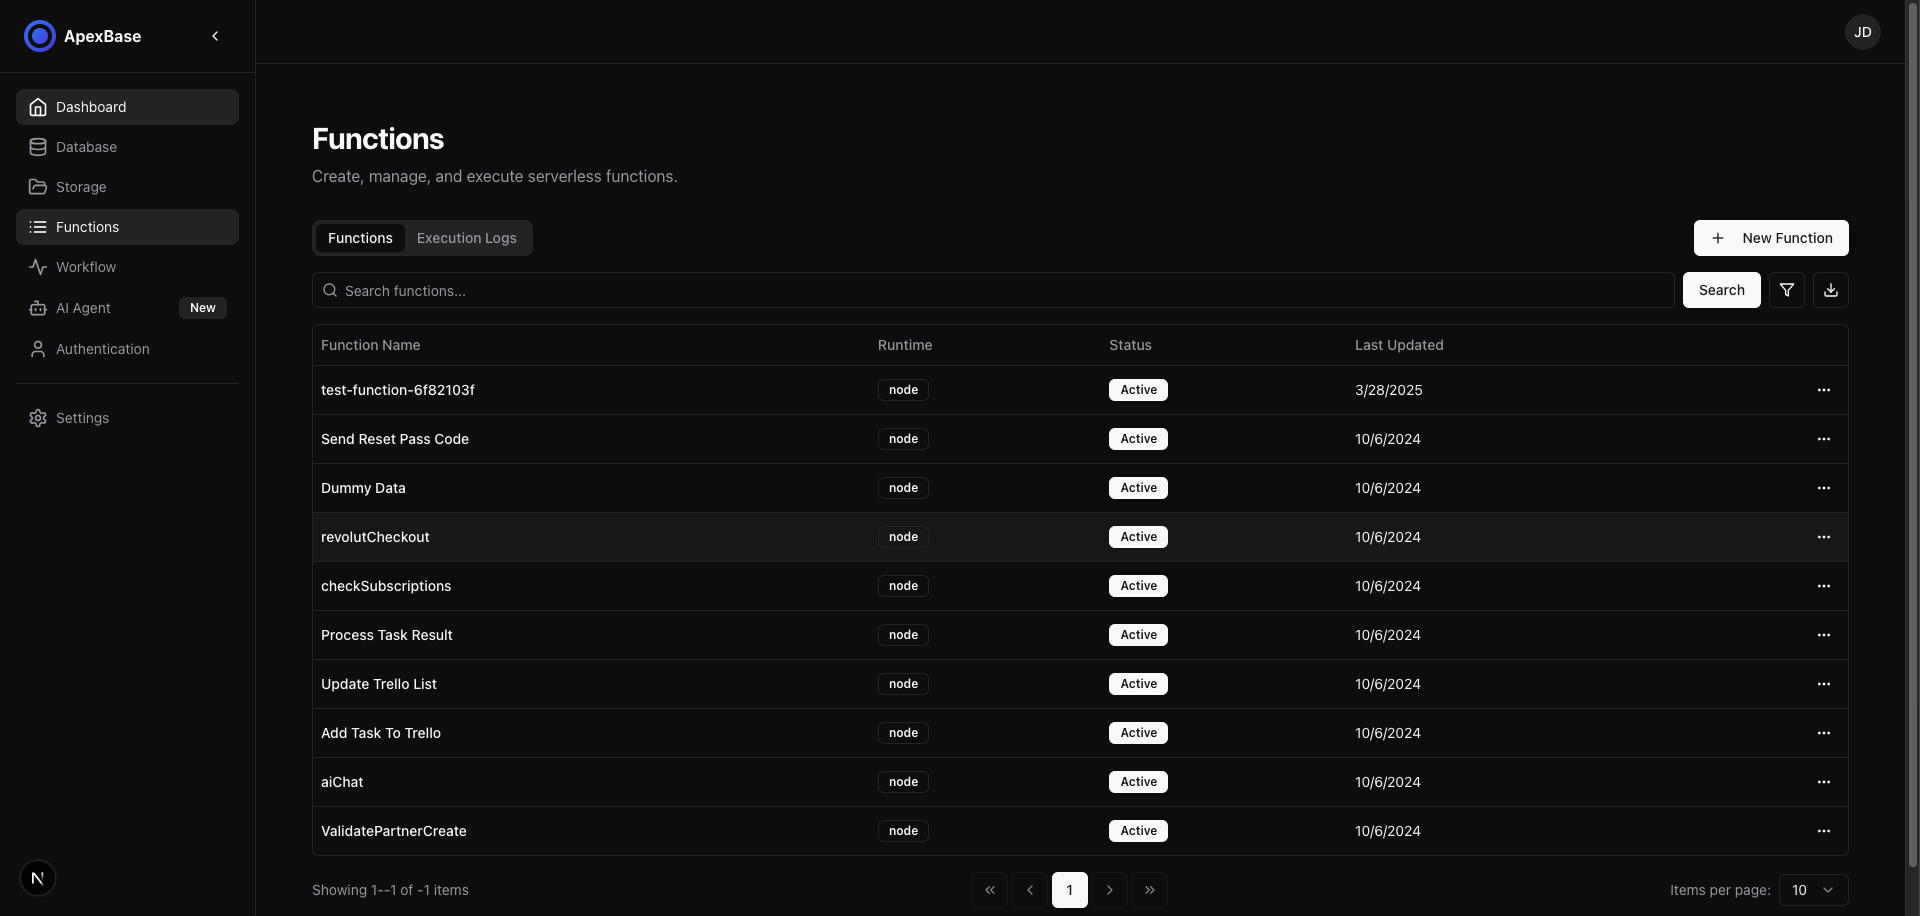 ApexBase
JD
Dashboard
Database
Storage
Functions
Workflow
AI Agent New
Authentication
Settings
N
Functions
Create, manage, and execute serverless functions.
Functions Execution Logs
New Function
Search functions...
Search
Function Name Runtime Status Last Updated
test-function-6f82103f node Active 3/28/2025
Send Reset Pass Code node Active 10/6/2024
Dummy Data node Active 10/6/2024
revolutCheckout node Active 10/6/2024
checkSubscriptions node Active 10/6/2024
Process Task Result node Active 10/6/2024
Update Trello List node Active 10/6/2024
Add Task To Trello node Active 10/6/2024
aiChat node Active 10/6/2024
ValidatePartnerCreate node Active 10/6/2024
Showing 1--1 of -1 items
1
Items per page: 10